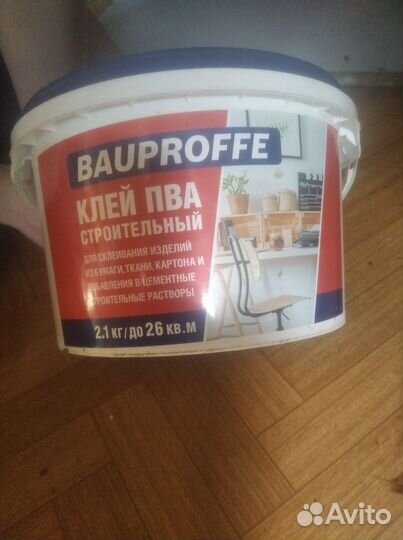 BAUPROFFE
КЛЕЙ ПВА
СТРОИТЕЛЬНЫЙ
ДЛЯ СКЛЕИВАНИЯ ИЗДЕЛИЙ
ИЗ БУМАГИ, ТКАНИ, КАРТОНА И
ДОБАВЛЕНИЯ В ЦЕМЕНТНЫЕ
СТРОИТЕЛЬНЫЕ РАСТВОРЫ
2.1 КГ/ ДО 26 КВ.М
Avito